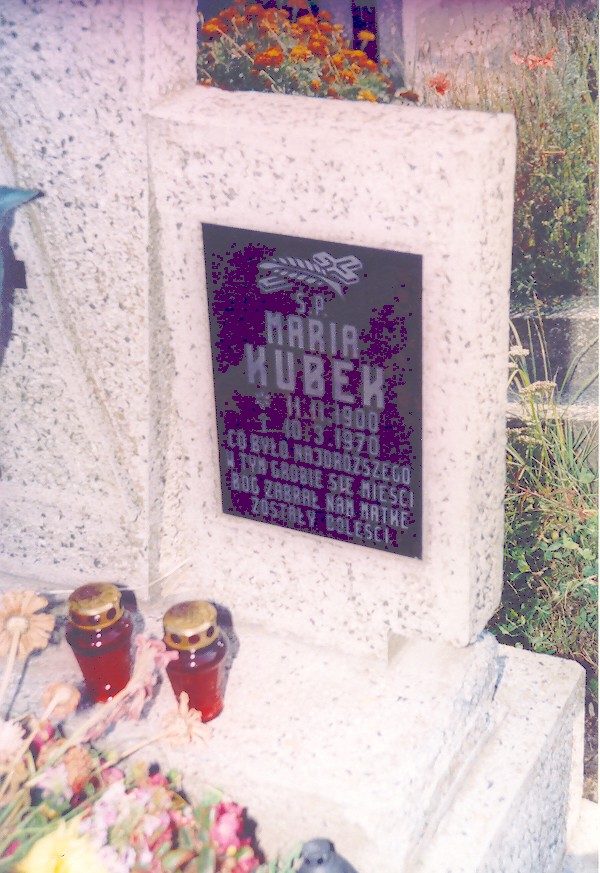 Ś.P.
MARIA
KUBEK
* 11.11.1900
† 10.3.1970
CO BYŁO NAJDROŻSZEGO
W TYM GROBIE SIĘ MIEŚCI
BÓG ZABRAŁ NAM MATKĘ
ZOSTAŁY BOLEŚCI